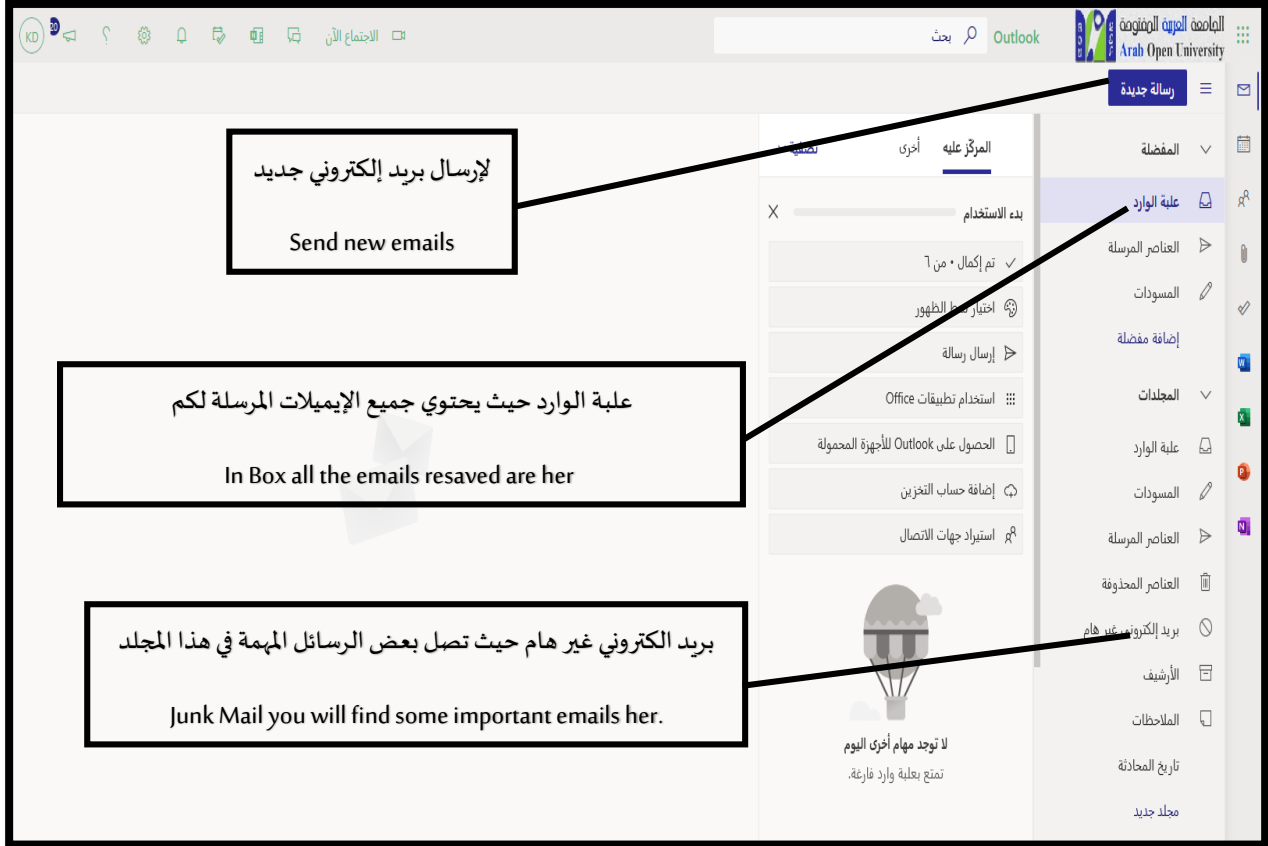 الجامعة العربية المفتوحة
Arab Open University
Outlook
بحث
الاجتماع الآن
20
KD
رسالة جديدة
المفضلة
علبة الوارد
العناصر المرسلة
المسودات
إضافة مفضلة
المجلدات
علبة الوارد
المسودات
العناصر المرسلة
العناصر المحذوفة
بريد إلكتروني غير هام
الأرشيف
الملاحظات
تاريخ المحادثة
مجلد جديد
المركّز عليه
أخرى
تصفية
بدء الاستخدام
تم إكمال ٠ من ٦
اختيار نمط الظهور
إرسال رسالة
استخدام تطبيقات Office
الحصول على Outlook للأجهزة المحمولة
إضافة حساب التخزين
استيراد جهات الاتصال
لا توجد مهام أخرى اليوم
تمتع بعلبة وارد فارغة.
لإرسال بريد إلكتروني جديد
Send new emails
علبة الوارد حيث يحتوي جميع الإيميلات المرسلة لكم
In Box all the emails resaved are her
بريد الكتروني غير هام حيث تصل بعض الرسائل المهمة في هذا المجلد
Junk Mail you will find some important emails her.